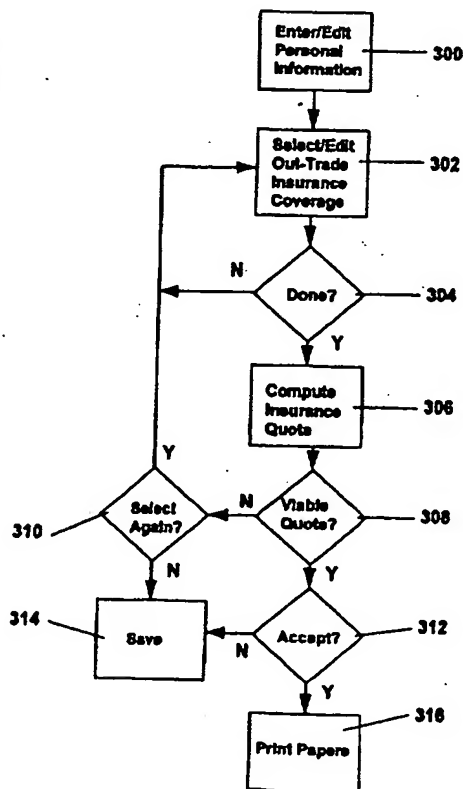 Enter/Edit
Personal
Information
300
Select/Edit
Out-Trade
Insurance
Coverage
302
N
Done?
304
Y
Compute
Insurance
Quote
306
Y
Select
Again?
310
N
Viable
Quote?
308
N
Y
314
Save
N
Accept?
312
Y
Print Papers
316